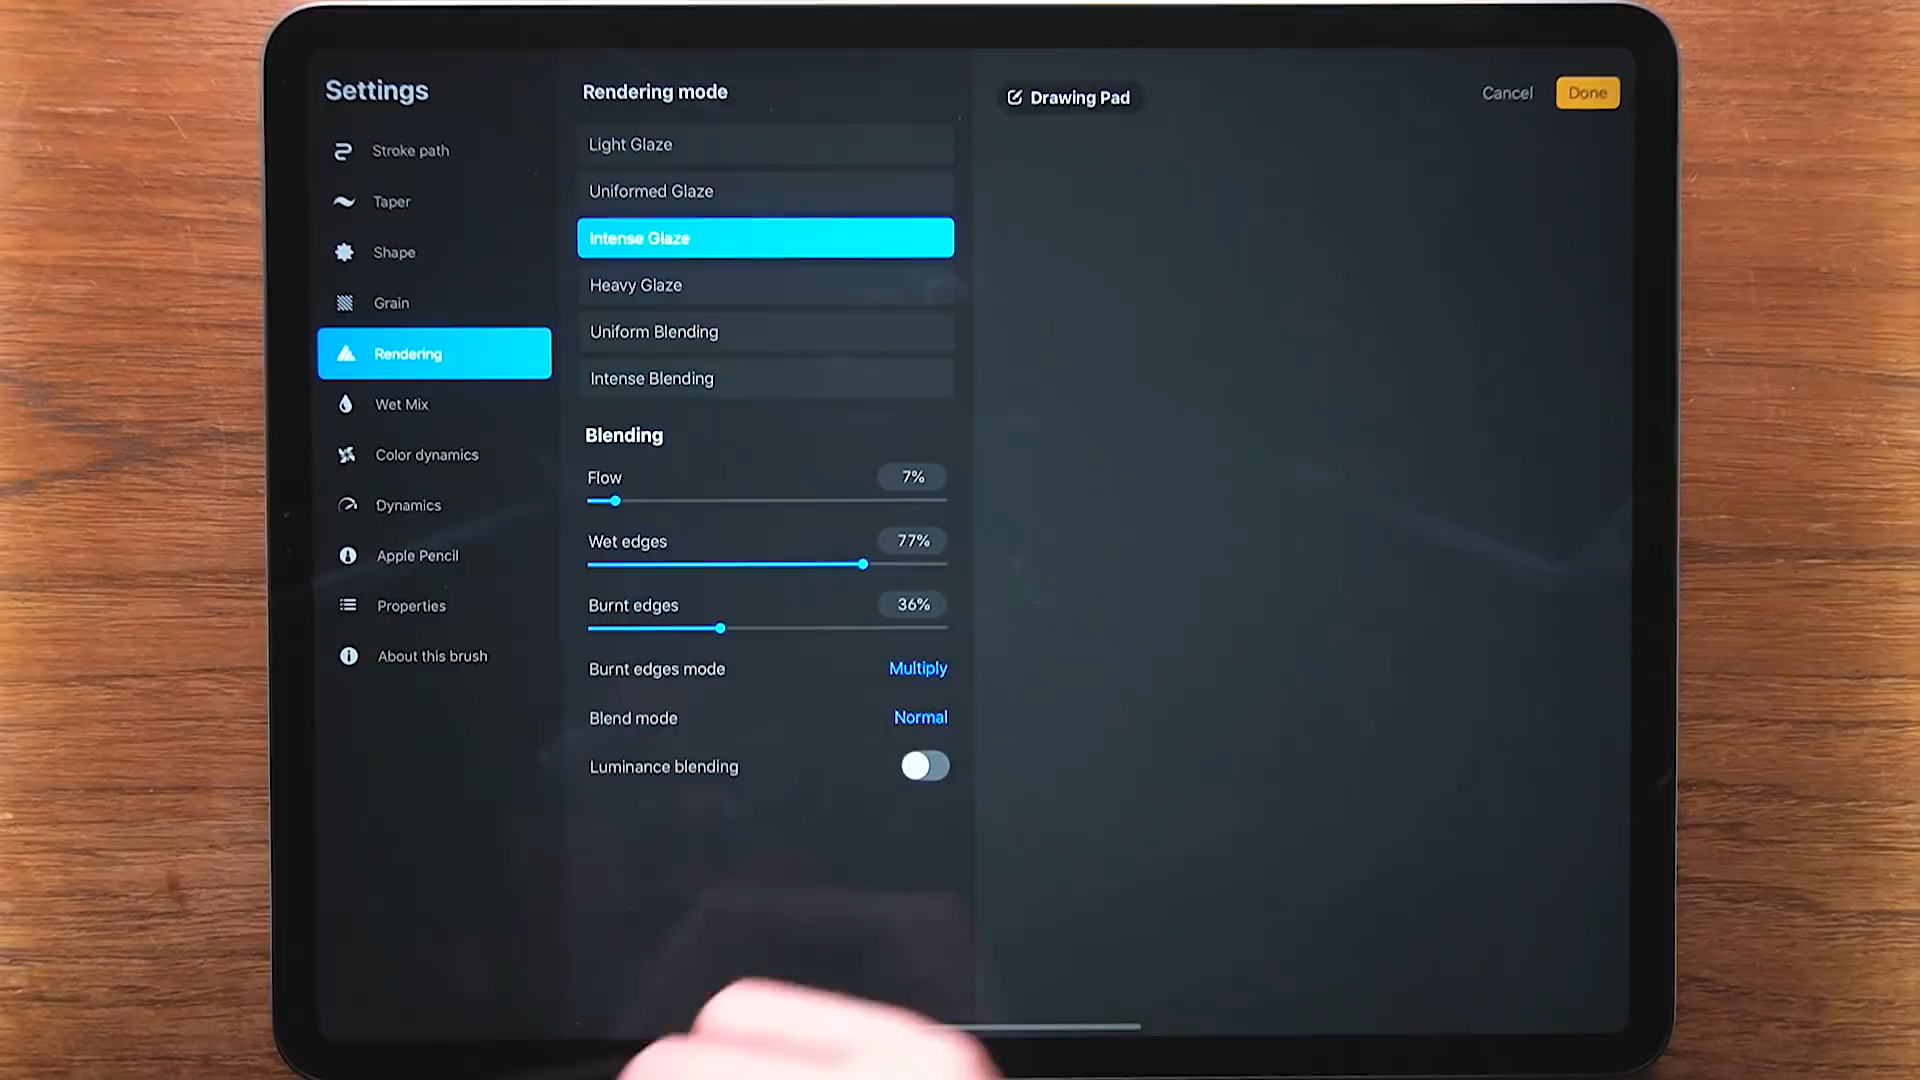 Settings
Stroke path
Taper
Shape
Grain
Rendering
Wet Mix
Color dynamics
Dynamics
Apple Pencil
Properties
About this brush
Rendering mode
Light Glaze
Uniformed Glaze
Intense Glaze
Heavy Glaze
Uniform Blending
Intense Blending
Blending
Flow 7%
Wet edges 77%
Burnt edges 36%
Burnt edges mode Multiply
Blend mode Normal
Luminance blending
Drawing Pad
Cancel
Done